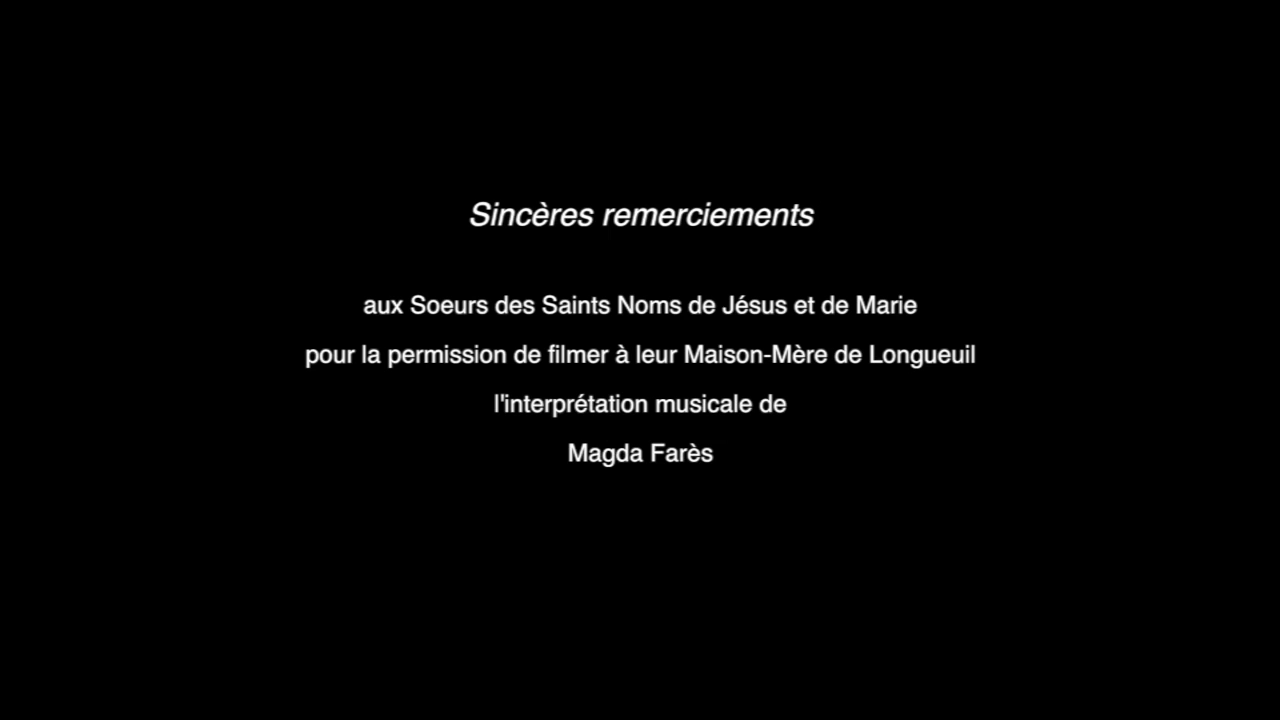 Sincères remerciements
aux Soeurs des Saints Noms de Jésus et de Marie
pour la permission de filmer à leur Maison-Mère de Longueuil
l'interprétation musicale de
Magda Farès